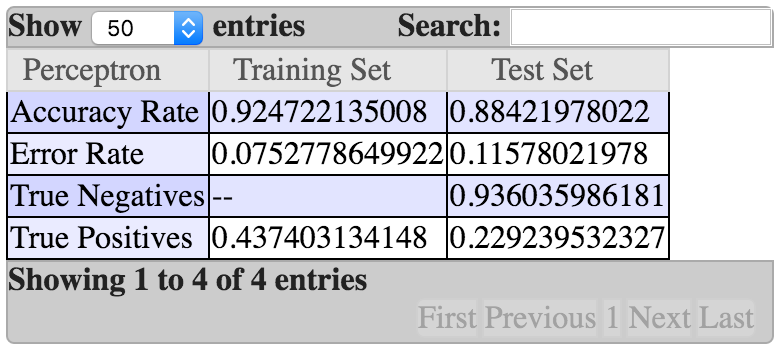 Show 50 entries Search:
Perceptron Training Set Test Set
Accuracy Rate 0.924722135008 0.88421978022
Error Rate 0.0752778649922 0.11578021978
True Negatives -- 0.936035986181
True Positives 0.437403134148 0.229239532327
Showing 1 to 4 of 4 entries
First Previous 1 Next Last